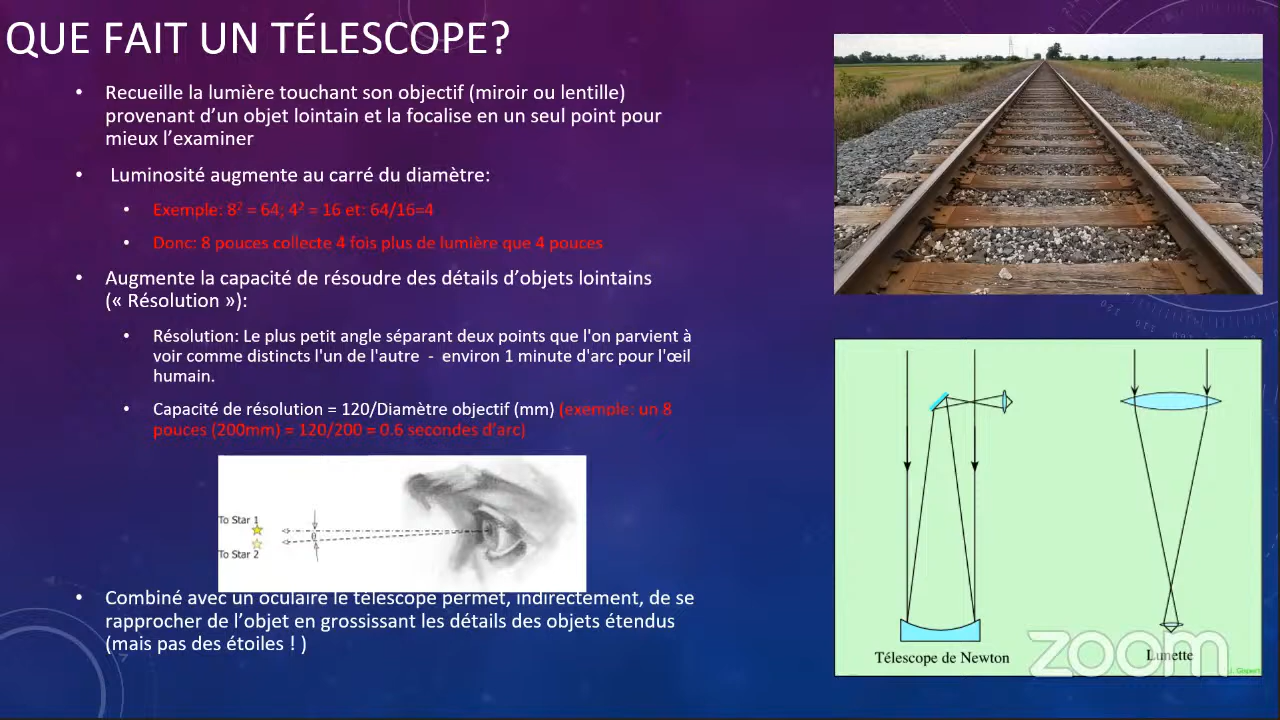 QUE FAIT UN TÉLESCOPE?
• Recueille la lumière touchant son objectif (miroir ou lentille)
provenant d'un objet lointain et la focalise en un seul point pour
mieux l'examiner
• Luminosité augmente au carré du diamètre:
• Exemple: 8² = 64; 4² = 16 et: 64/16=4
• Donc: 8 pouces collecte 4 fois plus de lumière que 4 pouces
• Augmente la capacité de résoudre des détails d'objets lointains
(« Résolution »):
• Résolution: Le plus petit angle séparant deux points que l'on parvient à
voir comme distincts l'un de l'autre - environ 1 minute d'arc pour l'œil
humain.
• Capacité de résolution = 120/Diamètre objectif (mm) (exemple: un 8
pouces (200mm) = 120/200 = 0.6 secondes d'arc)
To Star 1
θ
To Star 2
• Combiné avec un oculaire le télescope permet, indirectement, de se
rapprocher de l'objet en grossissant les détails des objets étendus
(mais pas des étoiles ! )
Télescope de Newton
Lunette
zoom